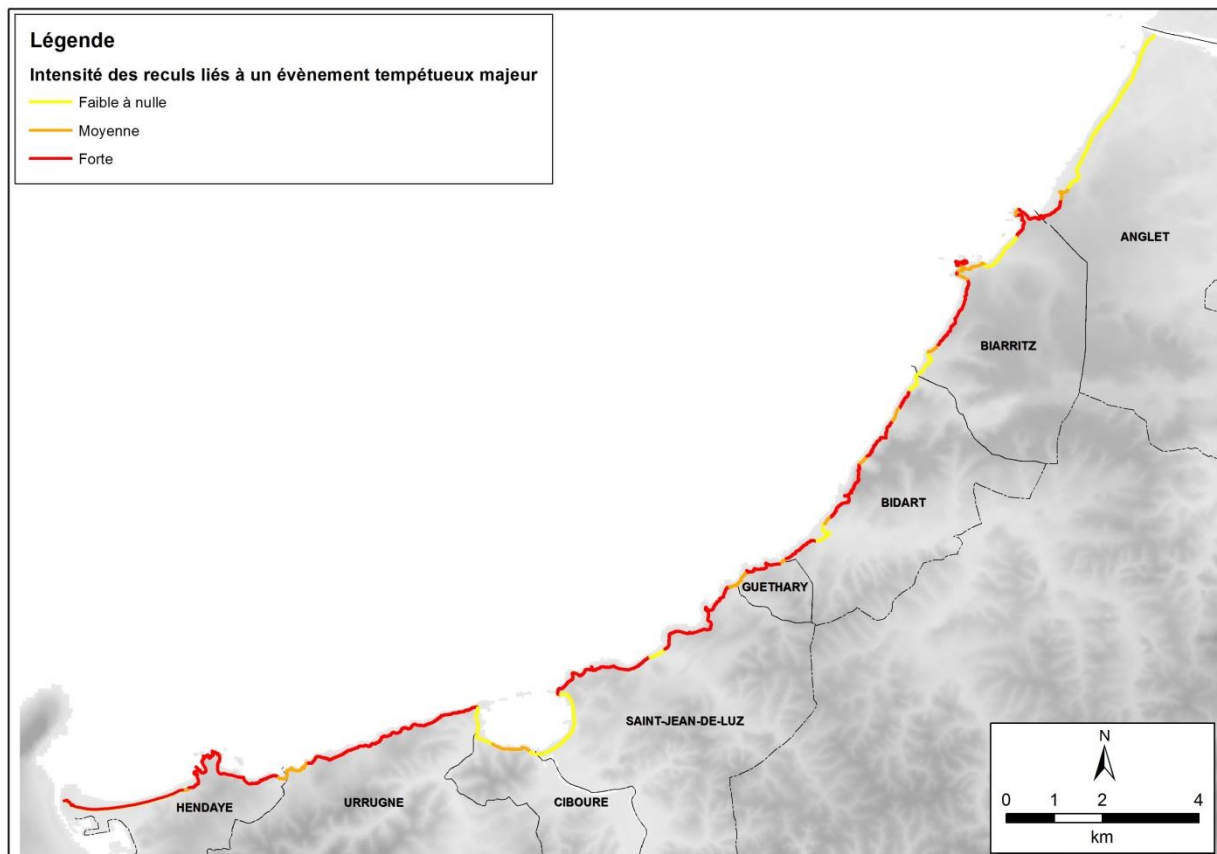 Légende
Intensité des reculs liés à un évènement tempétueux majeur
Faible à nulle
Moyenne
Forte
ANGLET
BIARRITZ
BIDART
GUETHARY
SAINT-JEAN-DE-LUZ
HENDAYE
URRUGNE
CIBOURE
N
0 1 2 4
km